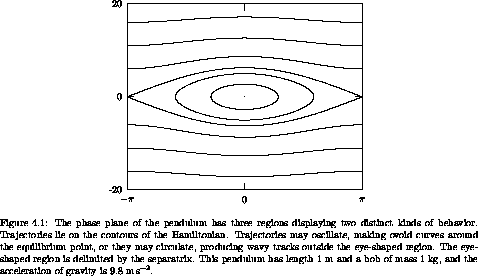 20
0
-20
−π
0
π
Figure 4.1: The phase plane of the pendulum has three regions displaying two distinct kinds of behavior.
Trajectories lie on the contours of the Hamiltonian. Trajectories may oscillate, making ovoid curves around
the equilibrium point, or they may circulate, producing wavy tracks outside the eye-shaped region. The eye-
shaped region is delimited by the separatrix. This pendulum has length 1 m and a bob of mass 1 kg, and the
acceleration of gravity is 9.8 m s⁻².